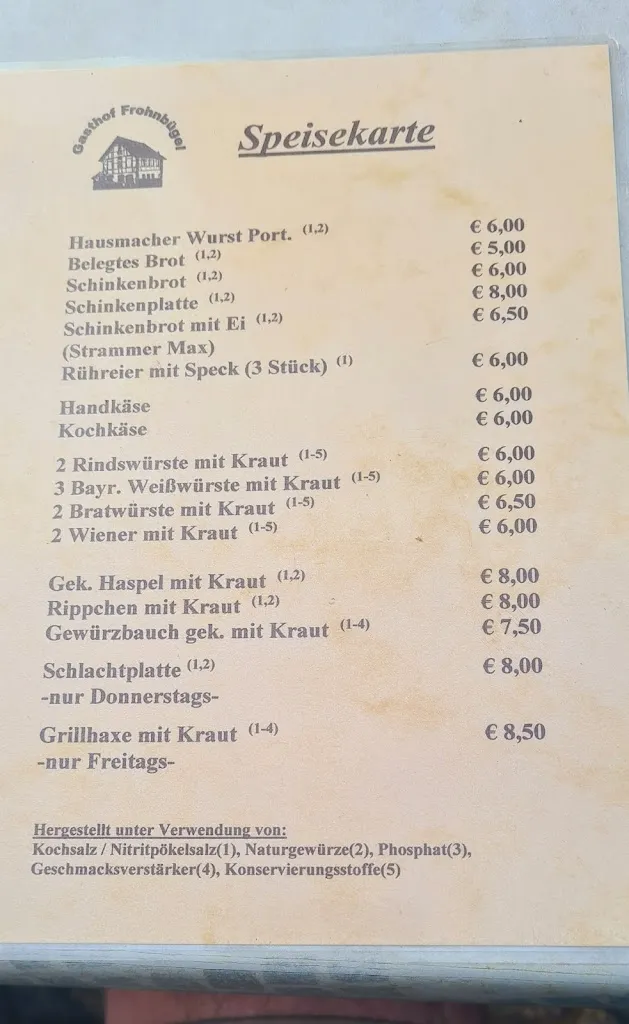 Gasthof Frohnbügel
Speisekarte
Hausmacher Wurst Port. (1,2) € 6,00
Belegtes Brot (1,2) € 5,00
Schinkenbrot (1,2) € 6,00
Schinkenplatte (1,2) € 8,00
Schinkenbrot mit Ei (1,2) € 6,50
(Strammer Max)
Rühreier mit Speck (3 Stück) (1) € 6,00
Handkäse € 6,00
Kochkäse € 6,00
2 Rindswürste mit Kraut (1-5) € 6,00
3 Bayr. Weißwürste mit Kraut (1-5) € 6,00
2 Bratwürste mit Kraut (1-5) € 6,50
2 Wiener mit Kraut (1-5) € 6,00
Gek. Haspel mit Kraut (1,2) € 8,00
Rippchen mit Kraut (1,2) € 8,00
Gewürzbauch gek. mit Kraut (1-4) € 7,50
Schlachtplatte (1,2) € 8,00
-nur Donnerstags-
Grillhaxe mit Kraut (1-4) € 8,50
-nur Freitags-
Hergestellt unter Verwendung von:
Kochsalz / Nitritpökelsalz(1), Naturgewürze(2), Phosphat(3),
Geschmacksverstärker(4), Konservierungsstoffe(5)